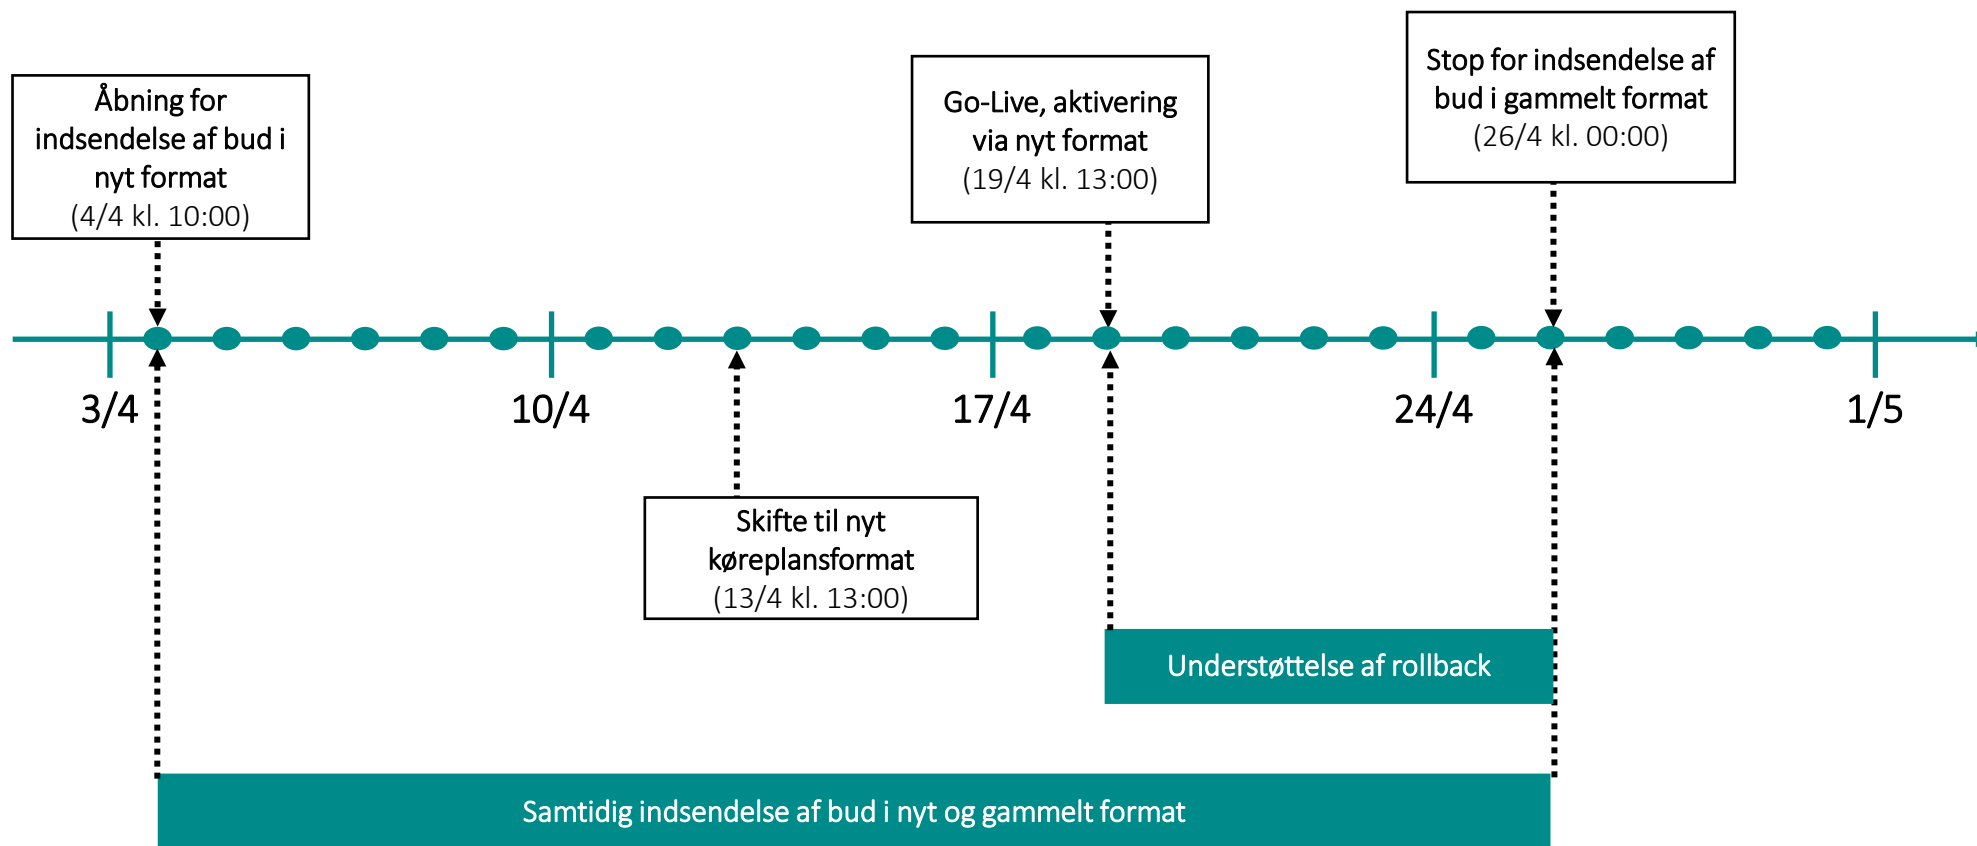 Åbning for
indsendelse af bud i
nyt format
(4/4 kl. 10:00)
Go-Live, aktivering
via nyt format
(19/4 kl. 13:00)
Stop for indsendelse af
bud i gammelt format
(26/4 kl. 00:00)
3/4
10/4
17/4
24/4
1/5
Skifte til nyt
køreplansformat
(13/4 kl. 13:00)
Understøttelse af rollback
Samtidig indsendelse af bud i nyt og gammelt format